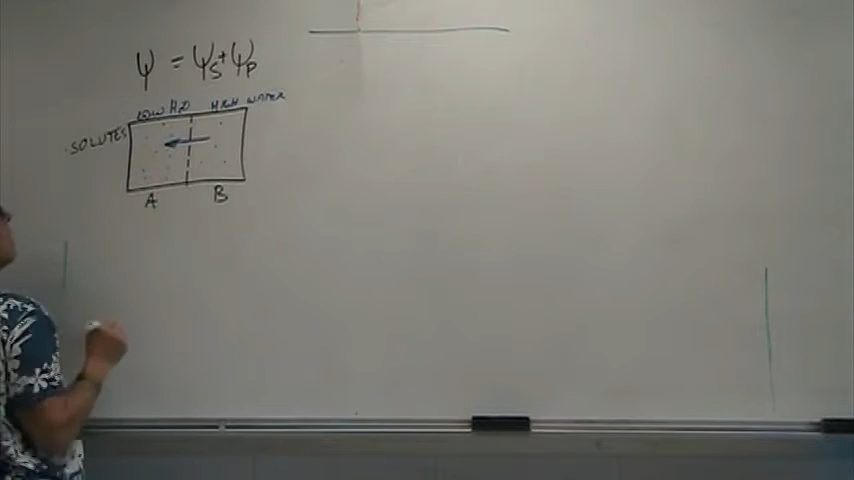 Ψ = Ψs + Ψp
LOW H2O HIGH WATER
SOLUTES
A B